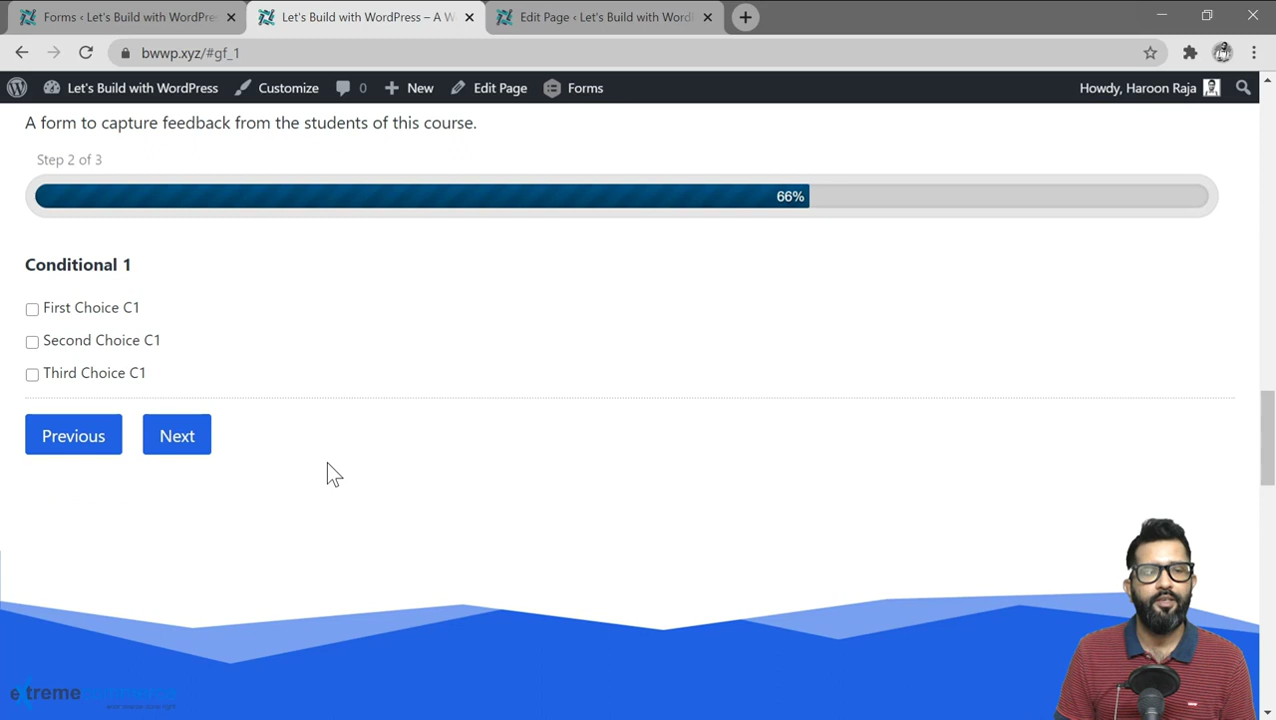 Forms ‹ Let's Build with WordPre
Let's Build with WordPress – A W
Edit Page ‹ Let's Build with Word
bwwp.xyz/#gf_1
Let's Build with WordPress
Customize
0
New
Edit Page
Forms
Howdy, Haroon Raja
A form to capture feedback from the students of this course.
Step 2 of 3
66%
Conditional 1
First Choice C1
Second Choice C1
Third Choice C1
Previous
Next